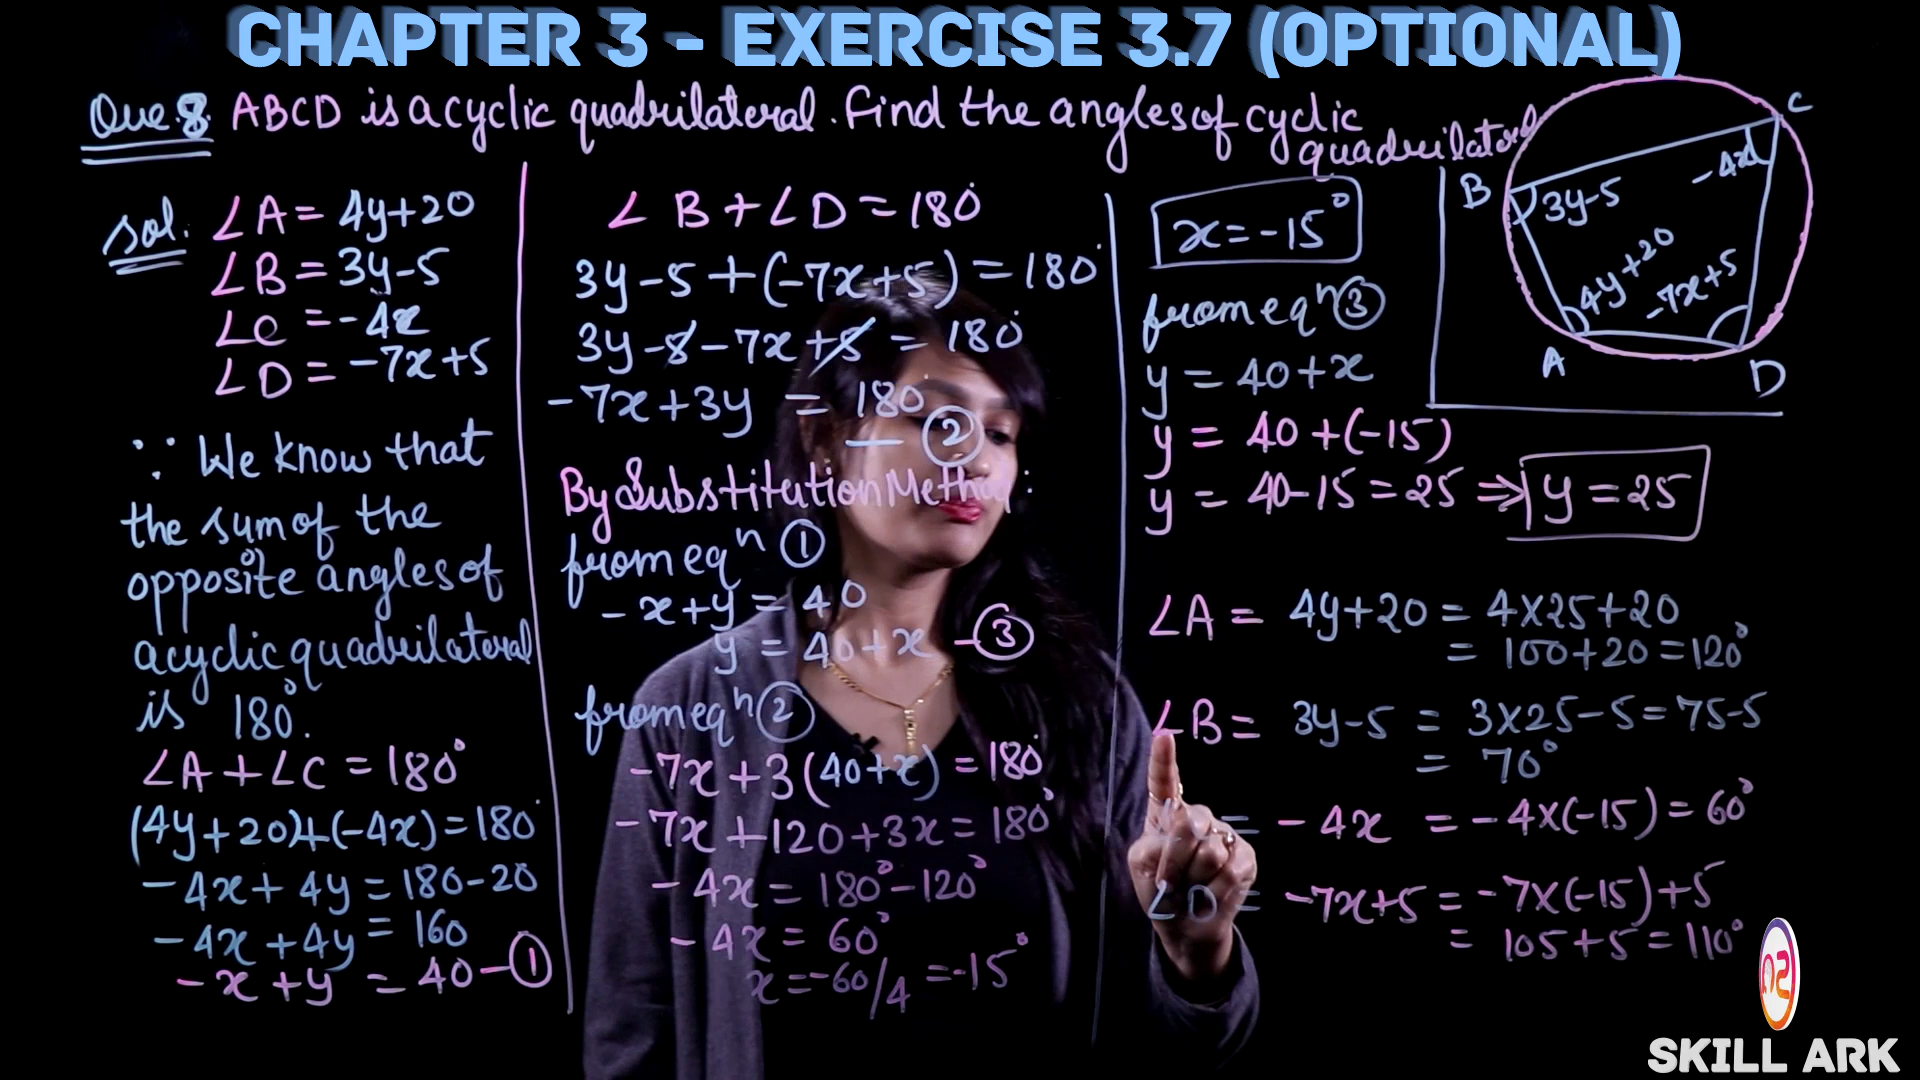 CHAPTER 3 - EXERCISE 3.7 (OPTIONAL)
Que.8. ABCD is a cyclic quadrilateral. Find the angles of cyclic quadrilateral
Sol. ∠A = 4y+20
∠B = 3y-5
∠C = -4x
∠D = -7x+5
∵ We know that
the sum of the
opposite angles of
a cyclic quadrilateral
is 180°.
∠A + ∠C = 180°
(4y+20)+(-4x) = 180°
-4x + 4y = 180-20
-4x + 4y = 160
-x + y = 40 - ①
∠B + ∠D = 180°
3y-5 + (-7x+5) = 180°
3y-5-7x+5 = 180°
-7x+3y = 180 ②
By Substitution Method:
from eqⁿ ①
-x+y = 40
y = 40+x - ③
from eqⁿ ②
-7x+3(40+x) = 180°
-7x+120+3x = 180°
-4x = 180°-120°
-4x = 60°
x = -60/4 = -15°
x = -15°
from eqⁿ ③
y = 40+x
y = 40+(-15)
y = 40-15 = 25 ⇒ y = 25
∠A = 4y+20 = 4×25+20
= 100+20 = 120°
∠B = 3y-5 = 3×25-5 = 75-5
= 70°
= -4x = -4×(-15) = 60°
∠D = -7x+5 = -7×(-15)+5
= 105+5 = 110°
C
-4x
B
3y-5
4y+20
-7x+5
A
D
SKILL ARK